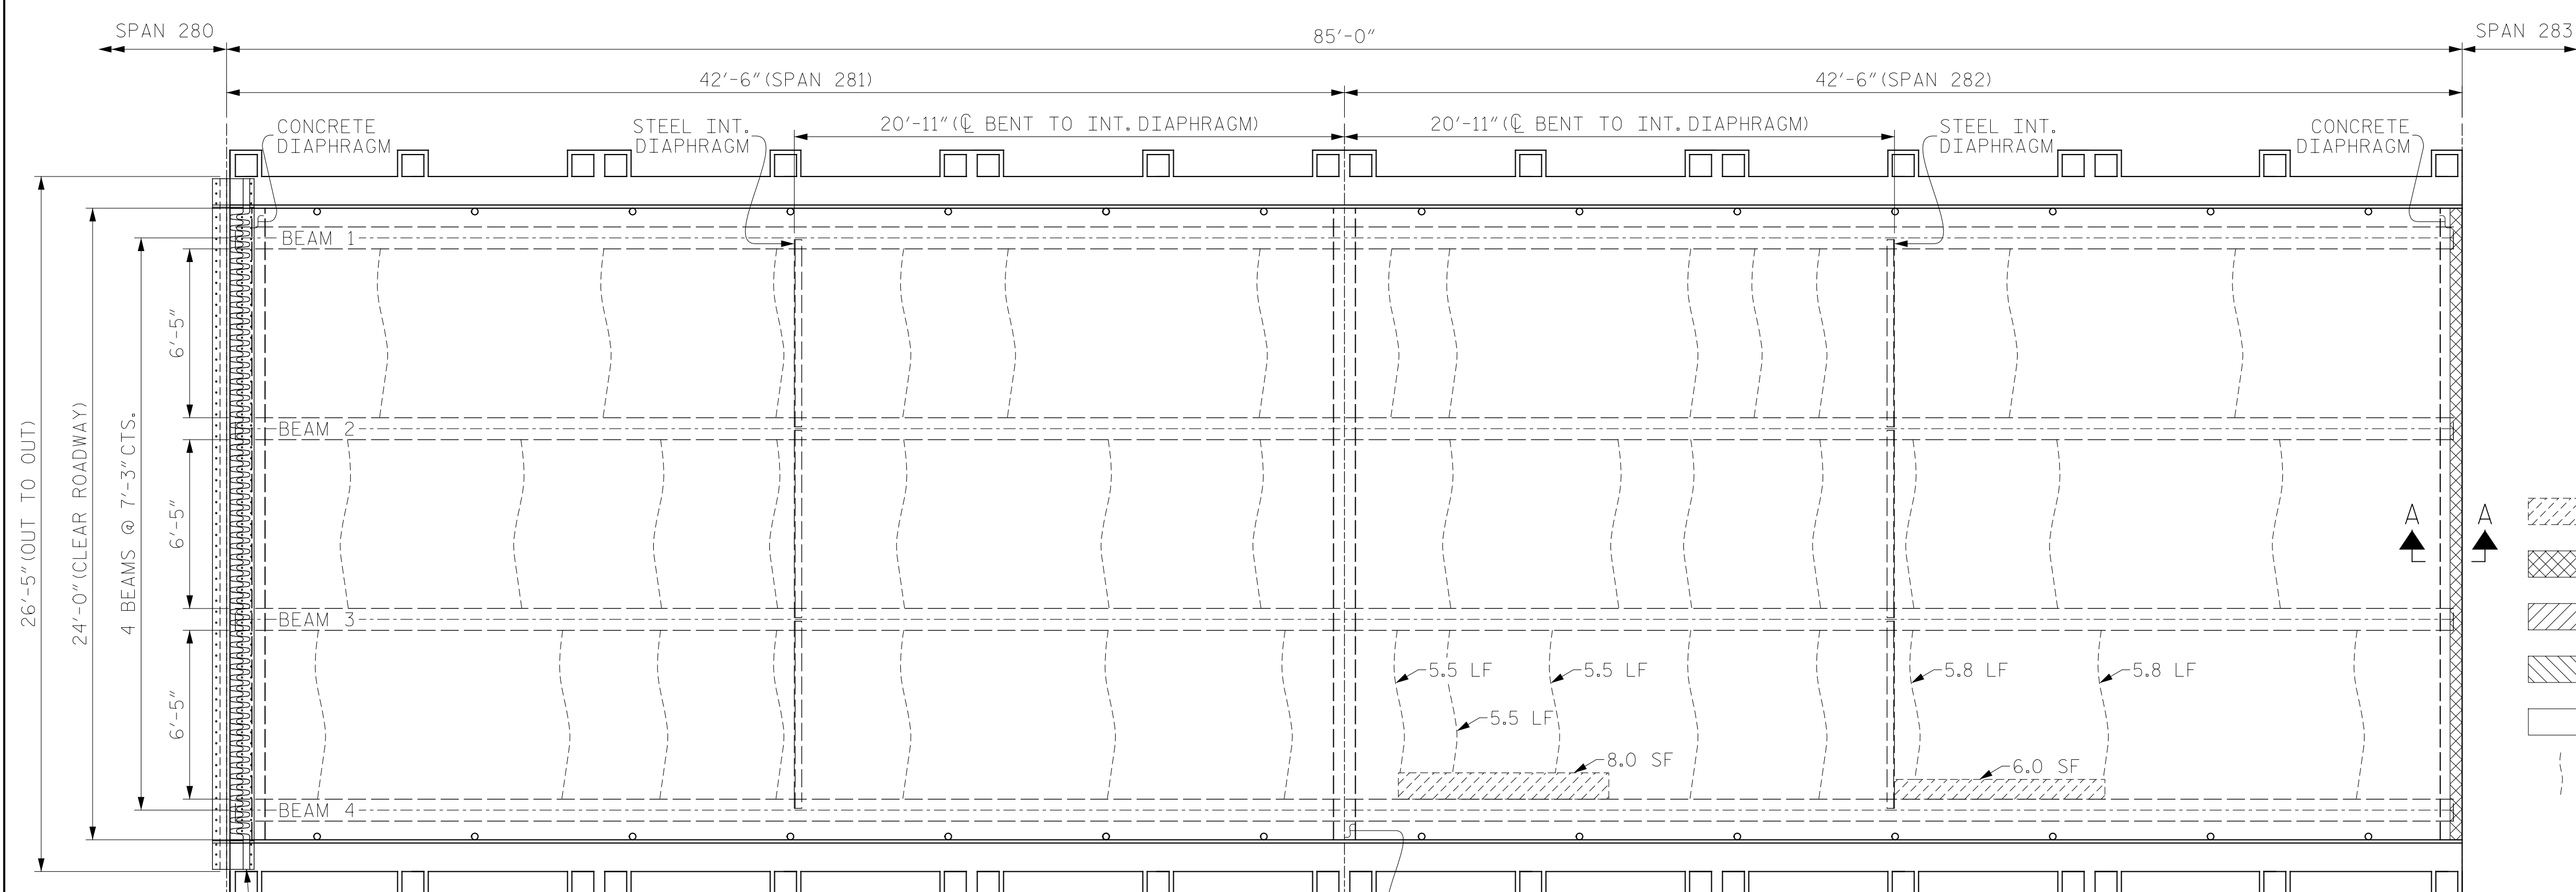 SPAN 280
85'-0"
SPAN 283
42'-6" (SPAN 281)
42'-6" (SPAN 282)
CONCRETE
DIAPHRAGM
STEEL INT.
DIAPHRAGM
20'-11" (℄ BENT TO INT. DIAPHRAGM)
20'-11" (℄ BENT TO INT. DIAPHRAGM)
STEEL INT.
DIAPHRAGM
CONCRETE
DIAPHRAGM
26'-5" (OUT TO OUT)
24'-0" (CLEAR ROADWAY)
4 BEAMS @ 7'-3" CTS.
6'-5"
6'-5"
6'-5"
BEAM 1
BEAM 2
BEAM 3
BEAM 4
A
A
5.5 LF
5.5 LF
5.8 LF
5.8 LF
5.5 LF
8.0 SF
6.0 SF